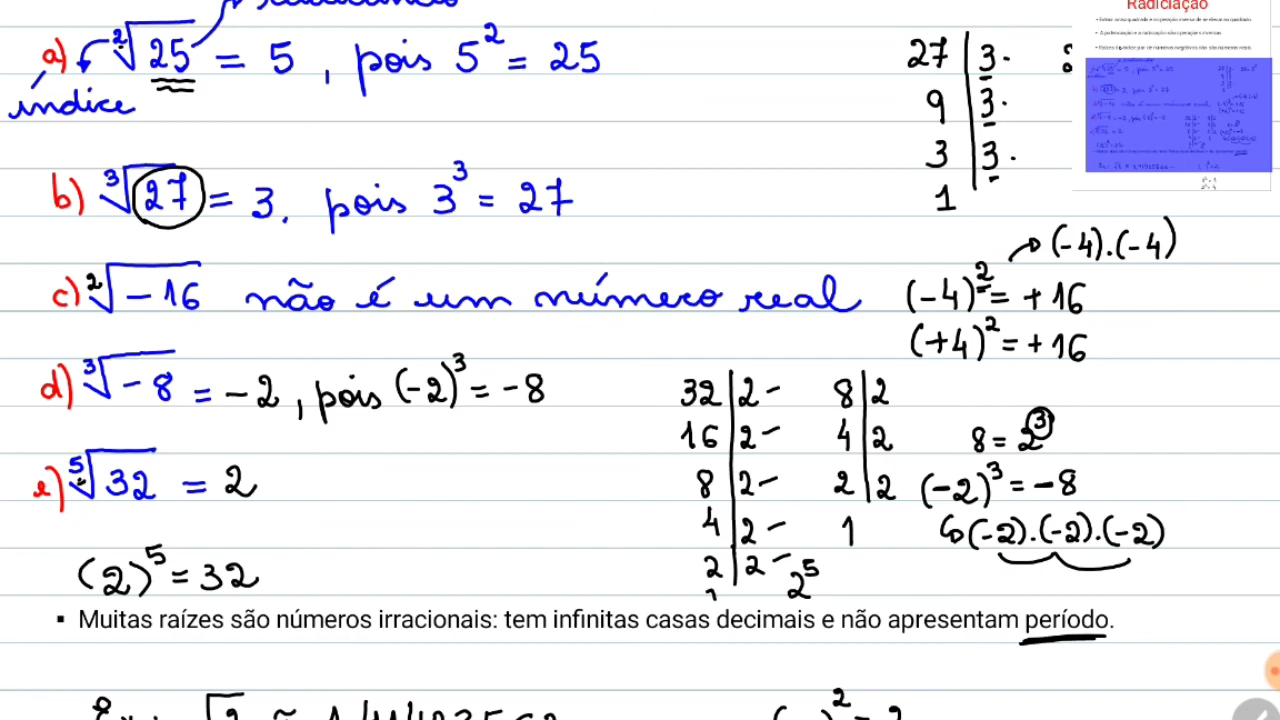 a) ²√25 = 5, pois 5² = 25
índice
b) ³√27 = 3, pois 3³ = 27
c) ²√-16 não é um número real
d) ³√-8 = -2, pois (-2)³ = -8
e) ⁵√32 = 2
(2)⁵ = 32
27 | 3
9 | 3
3 | 3
1
(-4).(-4)
(-4)² = +16
(+4)² = +16
32 | 2
16 | 2
8 | 2
4 | 2
2 | 2
2⁵
8 | 2
4 | 2
2 | 2
1
8 = 2³
(-2)³ = -8
(-2).(-2).(-2)
▪ Muitas raízes são números irracionais: tem infinitas casas decimais e não apresentam período.
Radiciação